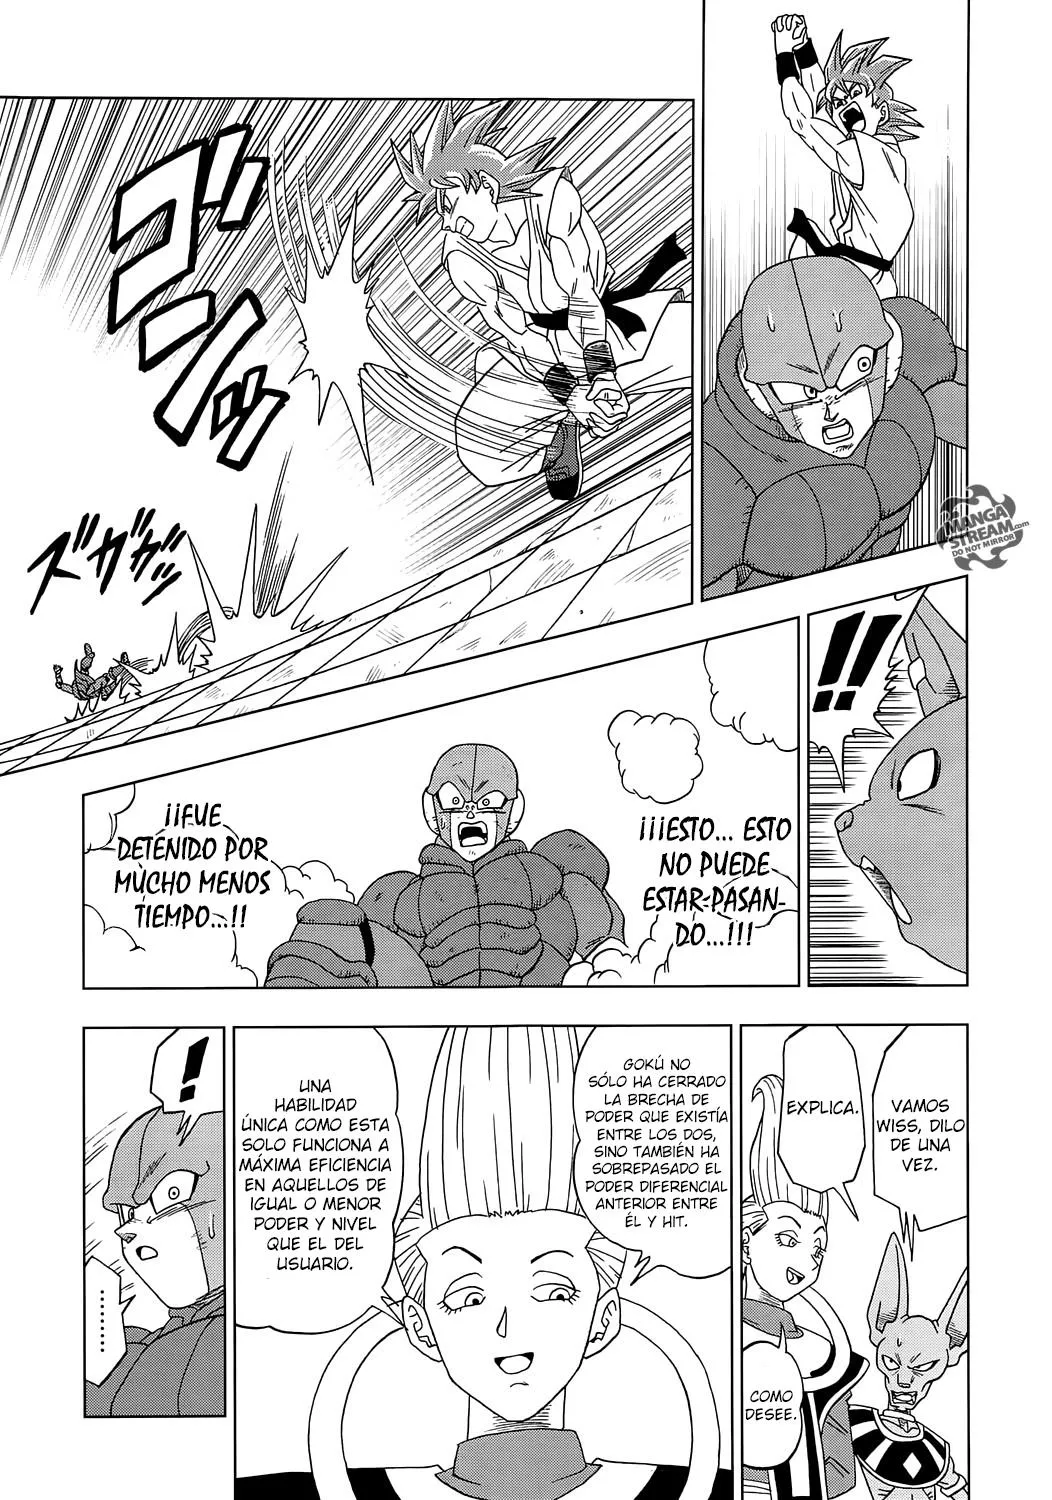 ゴンッ
MANGA
STREAM.com
DO NOT MIRROR
ズガガッ
!!
¡¡¡ESTO... ESTO
NO PUEDE
ESTAR PASAN-
DO...!!!
¡¡FUE
DETENIDO POR
MUCHO MENOS
TIEMPO...!!
VAMOS
WISS, DILO
DE UNA
VEZ.
EXPLICA.
COMO
DESEE.
GOKÚ NO
SÓLO HA CERRADO
LA BRECHA DE
PODER QUE EXISTÍA
ENTRE LOS DOS,
SINO TAMBIÉN HA
SOBREPASADO EL
PODER DIFERENCIAL
ANTERIOR ENTRE
ÉL Y HIT.
UNA
HABILIDAD
ÚNICA COMO ESTA
SOLO FUNCIONA A
MÁXIMA EFICIENCIA
EN AQUELLOS DE
IGUAL O MENOR
PODER Y NIVEL
QUE EL DEL
USUARIO.
!
........